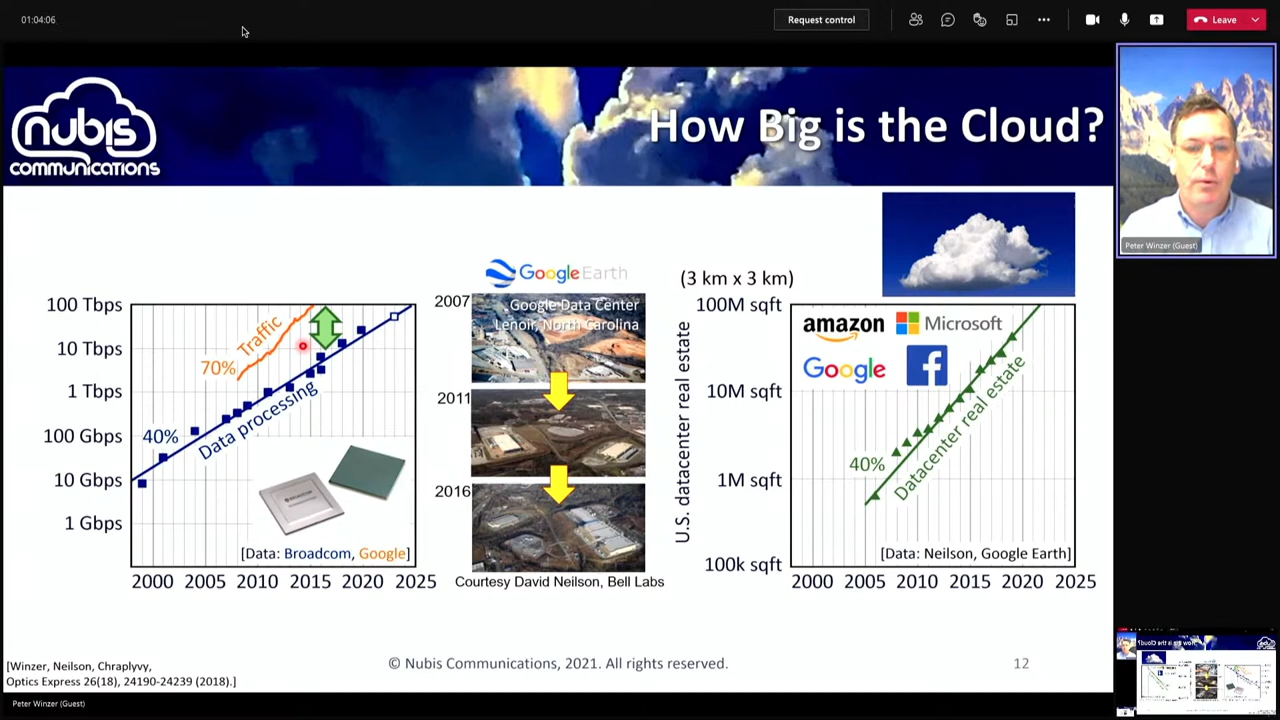 01:04:06
Request control
Leave
nubis
communications
How Big is the Cloud?
Peter Winzer (Guest)
Google Earth
(3 km x 3 km)
100 Tbps
10 Tbps
1 Tbps
100 Gbps
10 Gbps
1 Gbps
70%
Traffic
40%
Data processing
BROADCOM
[Data: Broadcom, Google]
2000 2005 2010 2015 2020 2025
2007
Google Data Center
Lenoir, North Carolina
2011
2016
Courtesy David Neilson, Bell Labs
U.S. datacenter real estate
100M sqft
10M sqft
1M sqft
100k sqft
amazon
Microsoft
Google
40%
Datacenter real estate
[Data: Neilson, Google Earth]
2000 2005 2010 2015 2020 2025
[Winzer, Neilson, Chraplyvy,
Optics Express 26(18), 24190-24239 (2018).]
© Nubis Communications, 2021. All rights reserved.
12
Peter Winzer (Guest)